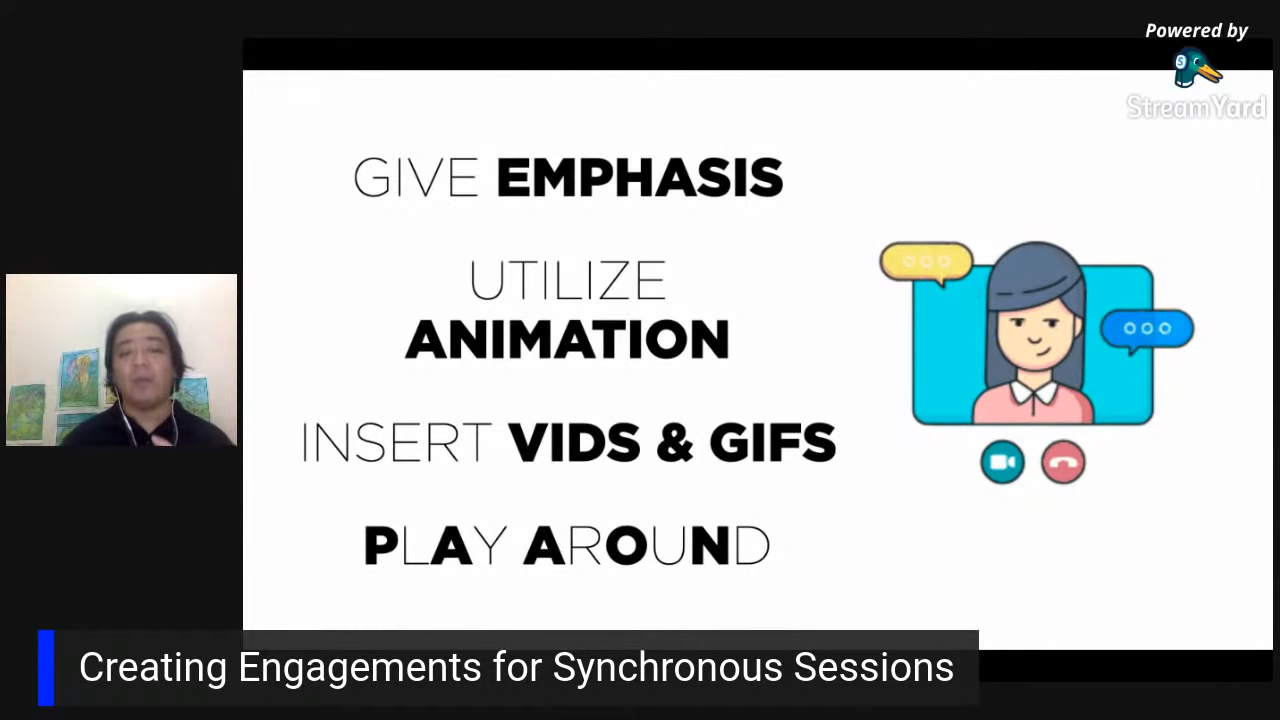 Powered by
StreamYard
GIVE EMPHASIS
UTILIZE
ANIMATION
INSERT VIDS & GIFS
PLAY AROUND
Creating Engagements for Synchronous Sessions